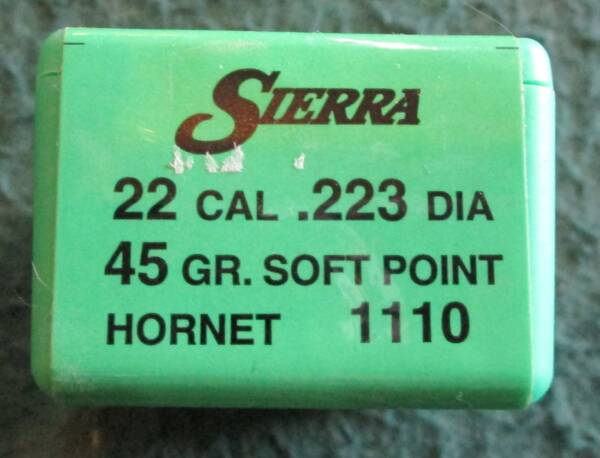 SIERRA
22 CAL .223 DIA
45 GR. SOFT POINT
HORNET 1110